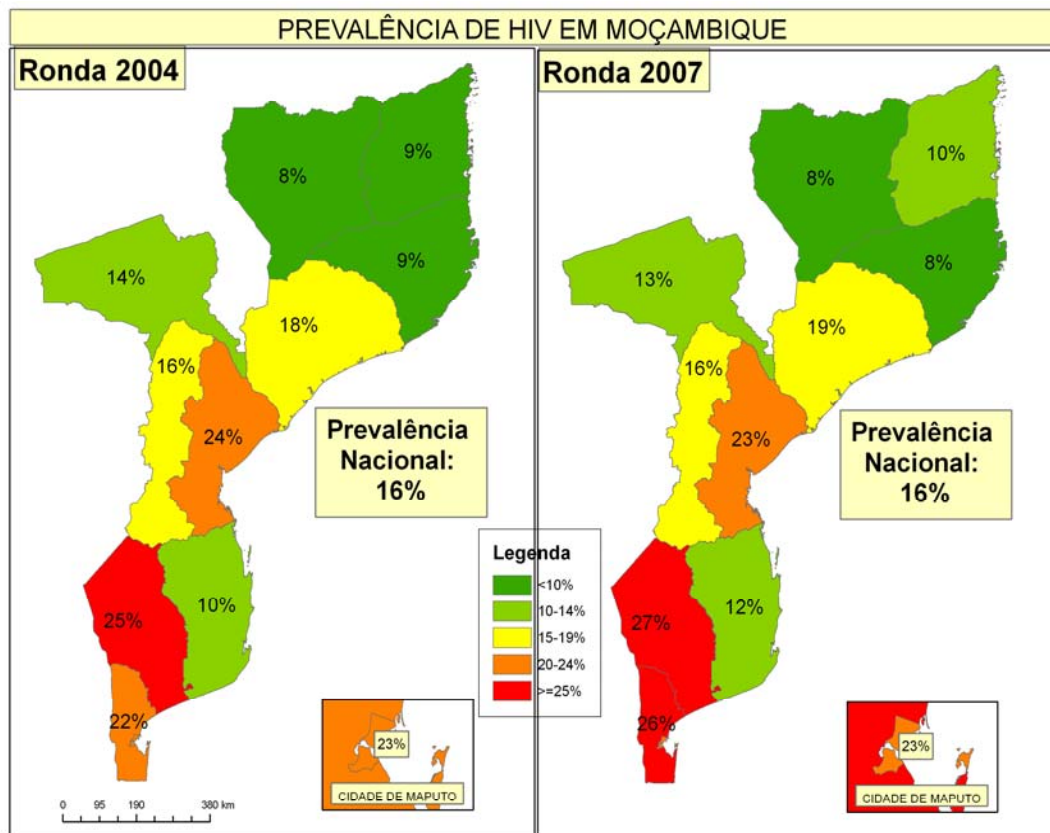 PREVALÊNCIA DE HIV EM MOÇAMBIQUE
Ronda 2004
8%
9%
9%
14%
18%
16%
24%
Prevalência
Nacional:
16%
25%
10%
22%
23%
CIDADE DE MAPUTO
0 95 190 380 km
Legenda
<10%
10-14%
15-19%
20-24%
>=25%
Ronda 2007
10%
8%
8%
13%
19%
16%
23%
Prevalência
Nacional:
16%
27%
12%
26%
23%
CIDADE DE MAPUTO